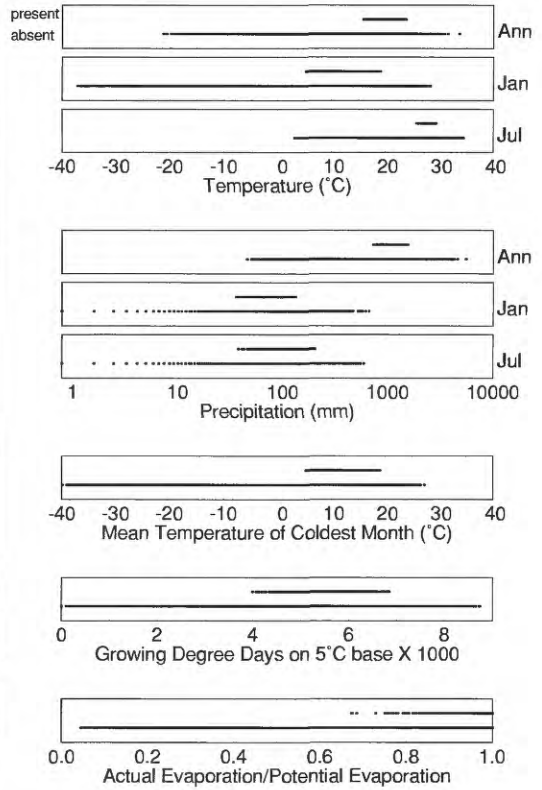 present
absent
Ann
Jan
Jul
-40 -30 -20 -10 0 10 20 30 40
Temperature (˚C)
Ann
Jan
Jul
1 10 100 1000 10000
Precipitation (mm)
-40 -30 -20 -10 0 10 20 30 40
Mean Temperature of Coldest Month (˚C)
0 2 4 6 8
Growing Degree Days on 5˚C base X 1000
0.0 0.2 0.4 0.6 0.8 1.0
Actual Evaporation/Potential Evaporation